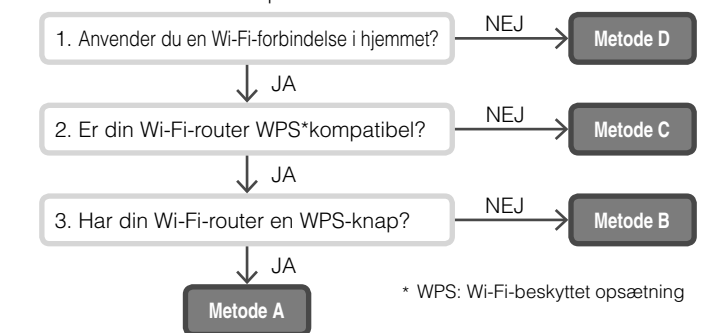 1. Anvender du en Wi-Fi-forbindelse i hjemmet?
NEJ
Metode D
JA
2. Er din Wi-Fi-router WPS*kompatibel?
NEJ
Metode C
JA
3. Har din Wi-Fi-router en WPS-knap?
NEJ
Metode B
JA
Metode A
* WPS: Wi-Fi-beskyttet opsætning